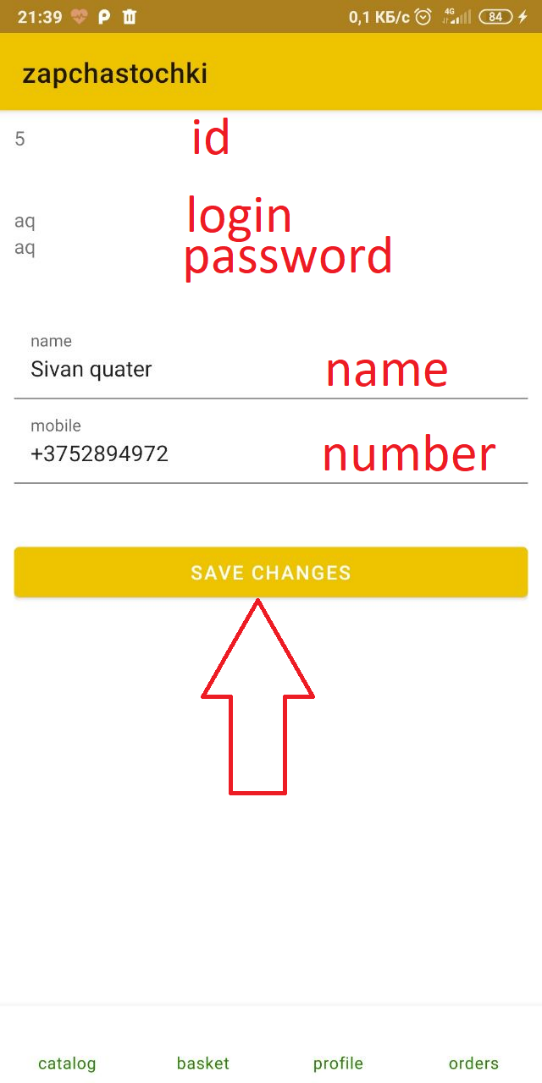 21:39 0,1 КБ/с 4G 84
zapchastochki
5 id
aq login
aq password
name
Sivan quater name
mobile
+3752894972 number
SAVE CHANGES
catalog basket profile orders